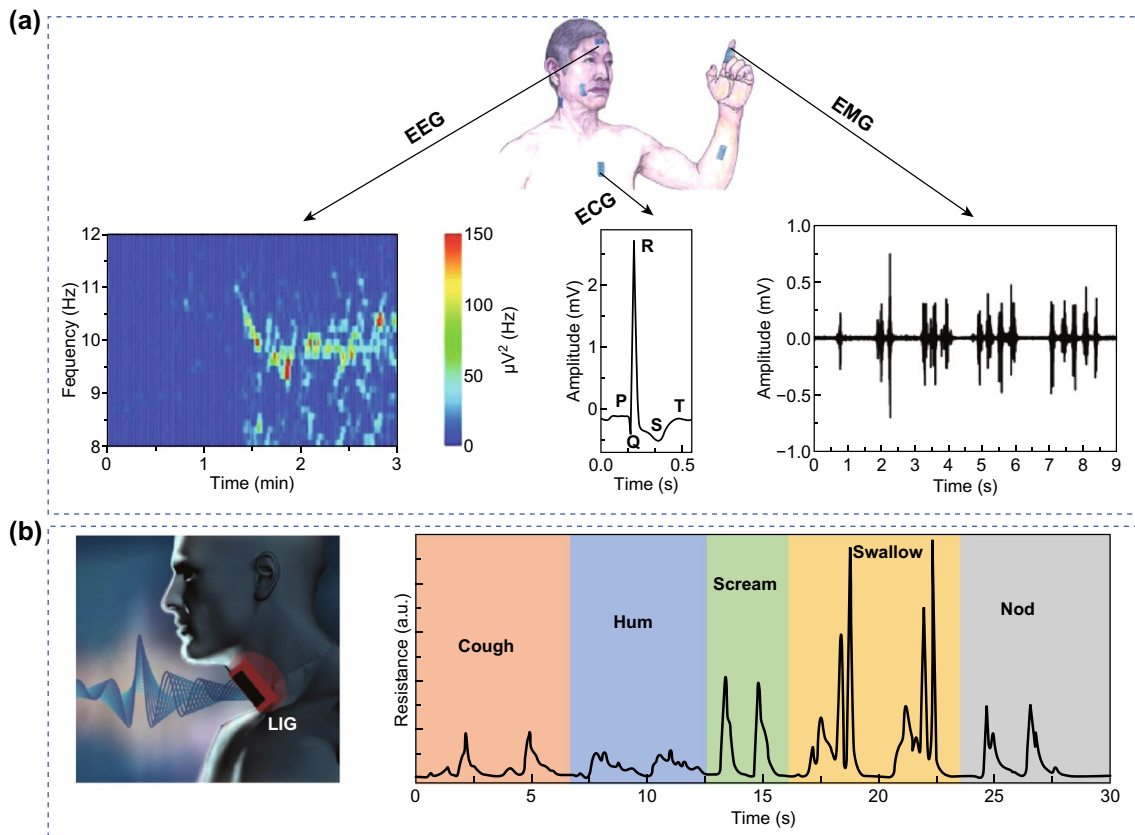 (a)
EEG
ECG
EMG
12
11
10
9
8
Fequency (Hz)
0
1
2
3
Time (min)
150
100
50
0
µV² (Hz)
2
1
0
Amplitude (mV)
R
P
Q
S
T
0.0
0.5
Time (s)
1.0
0.5
0.0
−0.5
−1.0
Amplitude (mV)
0 1 2 3 4 5 6 7 8 9
Time (s)
(b)
LIG
Resistance (a.u.)
Cough
Hum
Scream
Swallow
Nod
0 5 10 15 20 25 30
Time (s)